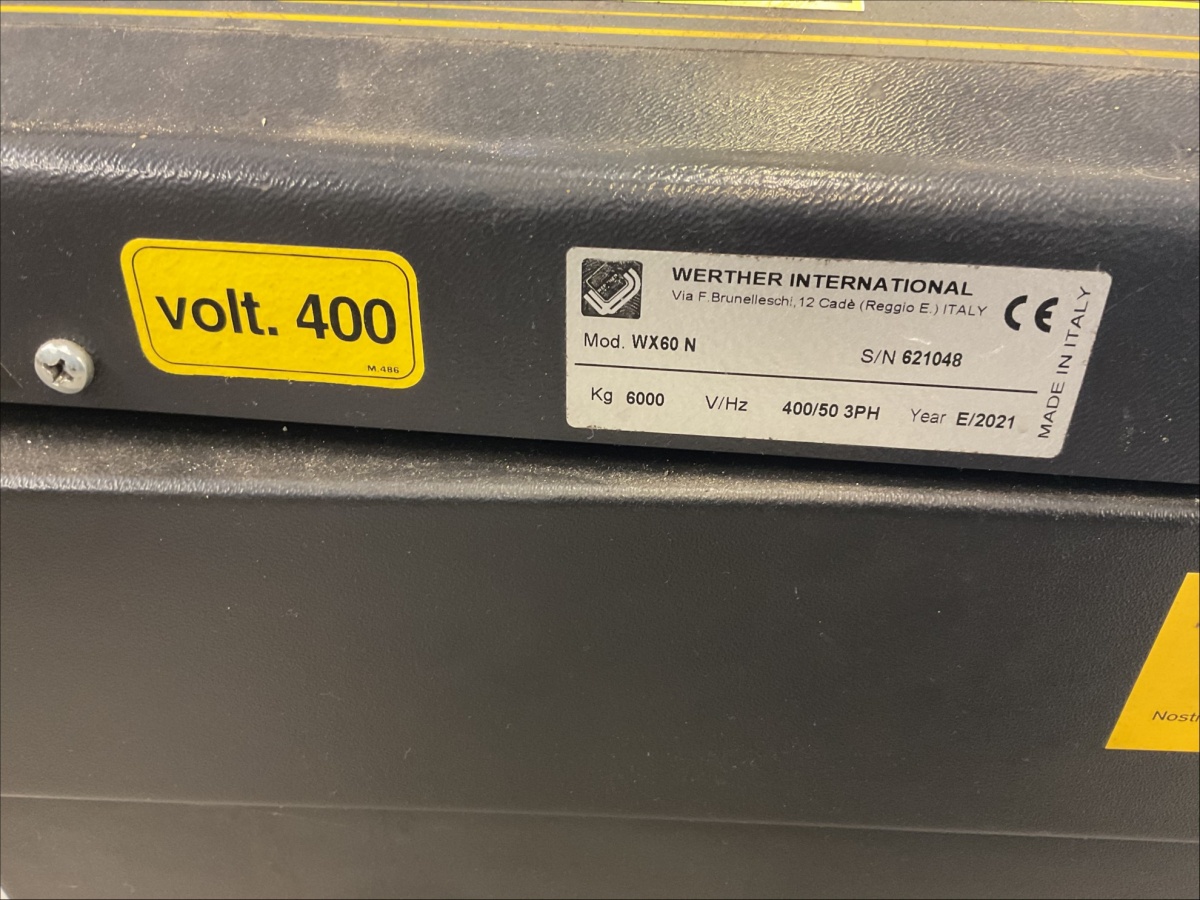 volt. 400
M.486
WERTHER INTERNATIONAL
Via F.Brunelleschi, 12 Cadè (Reggio E.) ITALY
CE
Mod. WX60 N
S/N 621048
Kg 6000 V/Hz 400/50 3PH Year E/2021
MADE IN ITALY